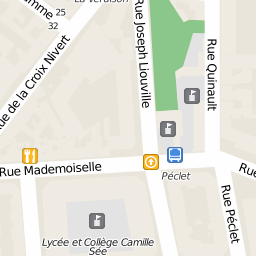 25
32
Rue Joseph Liouville
Rue Quinault
Rue de la Croix Nivert
Rue Mademoiselle
Péclet
Rue Péclet
Lycée et Collège Camille
Sée